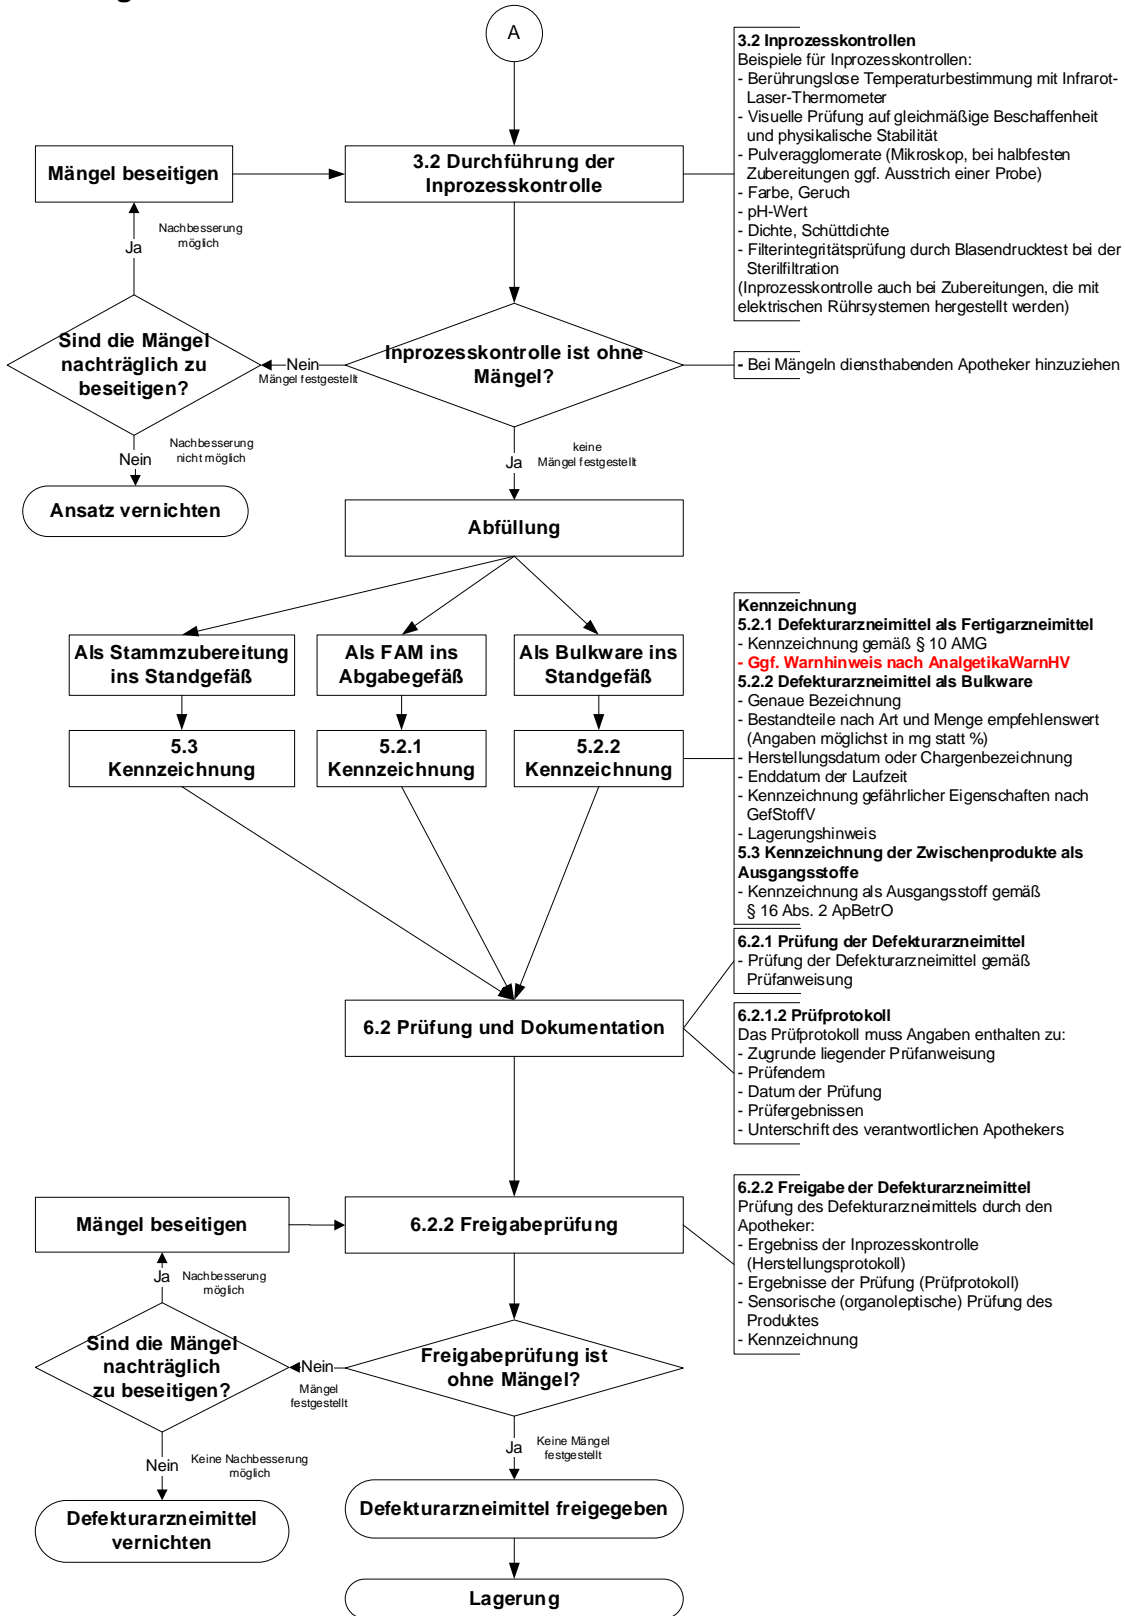 A
3.2 Inprozesskontrollen
Beispiele für Inprozesskontrollen:
- Berührungslose Temperaturbestimmung mit Infrarot-
Laser-Thermometer
- Visuelle Prüfung auf gleichmäßige Beschaffenheit
und physikalische Stabilität
- Pulveragglomerate (Mikroskop, bei halbfesten
Zubereitungen ggf. Ausstrich einer Probe)
- Farbe, Geruch
- pH-Wert
- Dichte, Schüttdichte
- Filterintegritätsprüfung durch Blasendrucktest bei der
Sterilfiltration
(Inprozesskontrolle auch bei Zubereitungen, die mit
elektrischen Rührsystemen hergestellt werden)
Mängel beseitigen
3.2 Durchführung der
Inprozesskontrolle
Ja
Nachbesserung
möglich
Sind die Mängel
nachträglich zu
beseitigen?
Nein
Mängel festgestellt
Inprozesskontrolle ist ohne
Mängel?
- Bei Mängeln diensthabenden Apotheker hinzuziehen
Nein
Nachbesserung
nicht möglich
Ja
keine
Mängel festgestellt
Ansatz vernichten
Abfüllung
Als Stammzubereitung
ins Standgefäß
Als FAM ins
Abgabegefäß
Als Bulkware ins
Standgefäß
5.3
Kennzeichnung
5.2.1
Kennzeichnung
5.2.2
Kennzeichnung
Kennzeichnung
5.2.1 Defekturarzneimittel als Fertigarzneimittel
- Kennzeichnung gemäß § 10 AMG
- Ggf. Warnhinweis nach AnalgetikaWarnHV
5.2.2 Defekturarzneimittel als Bulkware
- Genaue Bezeichnung
- Bestandteile nach Art und Menge empfehlenswert
(Angaben möglichst in mg statt %)
- Herstellungsdatum oder Chargenbezeichnung
- Enddatum der Laufzeit
- Kennzeichnung gefährlicher Eigenschaften nach
GefStoffV
- Lagerungshinweis
5.3 Kennzeichnung der Zwischenprodukte als
Ausgangsstoffe
- Kennzeichnung als Ausgangsstoff gemäß
§ 16 Abs. 2 ApBetrO
6.2 Prüfung und Dokumentation
6.2.1 Prüfung der Defekturarzneimittel
- Prüfung der Defekturarzneimittel gemäß
Prüfanweisung
6.2.1.2 Prüfprotokoll
Das Prüfprotokoll muss Angaben enthalten zu:
- Zugrunde liegender Prüfanweisung
- Prüfendem
- Datum der Prüfung
- Prüfergebnissen
- Unterschrift des verantwortlichen Apothekers
Mängel beseitigen
6.2.2 Freigabeprüfung
6.2.2 Freigabe der Defekturarzneimittel
Prüfung des Defekturarzneimittels durch den
Apotheker:
- Ergebniss der Inprozesskontrolle
(Herstellungsprotokoll)
- Ergebnisse der Prüfung (Prüfprotokoll)
- Sensorische (organoleptische) Prüfung des
Produktes
- Kennzeichnung
Ja
Nachbesserung
möglich
Sind die Mängel
nachträglich
zu beseitigen?
Nein
Mängel
festgestellt
Freigabeprüfung ist
ohne Mängel?
Nein
Keine Nachbesserung
möglich
Ja
Keine Mängel
festgestellt
Defekturarzneimittel
vernichten
Defekturarzneimittel freigegeben
Lagerung